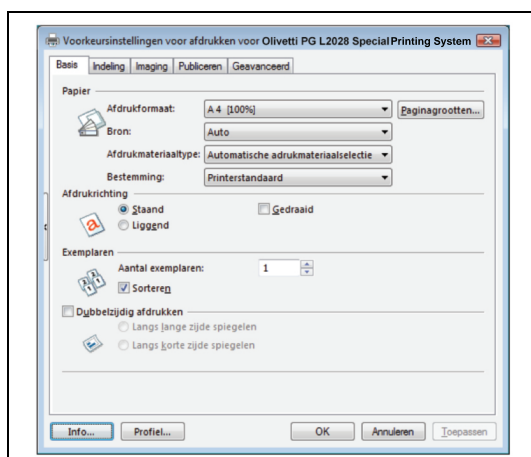 Voorkeursinstellingen voor afdrukken voor Olivetti PG L2028 Special Printing System
Basis Indeling Imaging Publiceren Geavanceerd
Papier
Afdrukformaat: A4 [100%] Paginagrootten...
Bron: Auto
Afdrukmateriaaltype: Automatische adrukmateriaalselectie
Bestemming: Printerstandaard
Afdrukrichting
Staand Gedraaid
Liggend
Exemplaren
Aantal exemplaren: 1
Sorteren
Dubbelzijdig afdrukken
Langs lange zijde spiegelen
Langs korte zijde spiegelen
Info... Profiel... OK Annuleren Toepassen